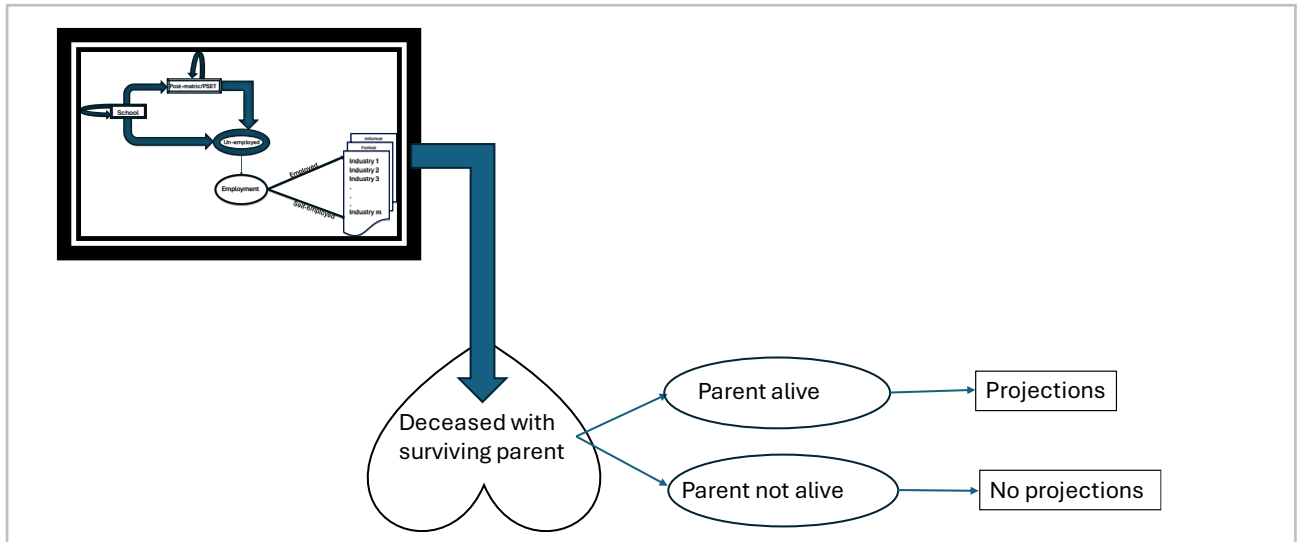 Post-matric/PSET
School
Un-employed
Employment
Employed
Self-employed
Informal
Formal
Industry 1
Industry 2
Industry 3
.
.
.
Industry m
Deceased with
surviving parent
Parent alive
Projections
Parent not alive
No projections